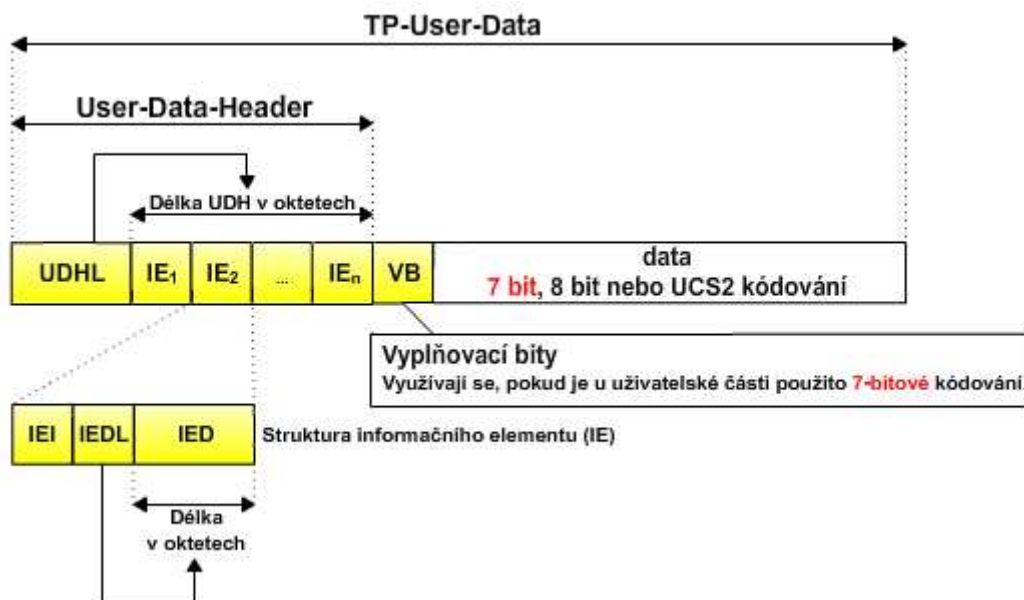 TP-User-Data
User-Data-Header
Délka UDH v oktetech
UDHL IE1 IE2 ... IEn VB
data
7 bit, 8 bit nebo UCS2 kódování
Vyplňovací bity
Využívají se, pokud je u uživatelské části použito 7-bitové kódování.
IEI IEDL IED Struktura informačního elementu (IE)
Délka
v oktetech